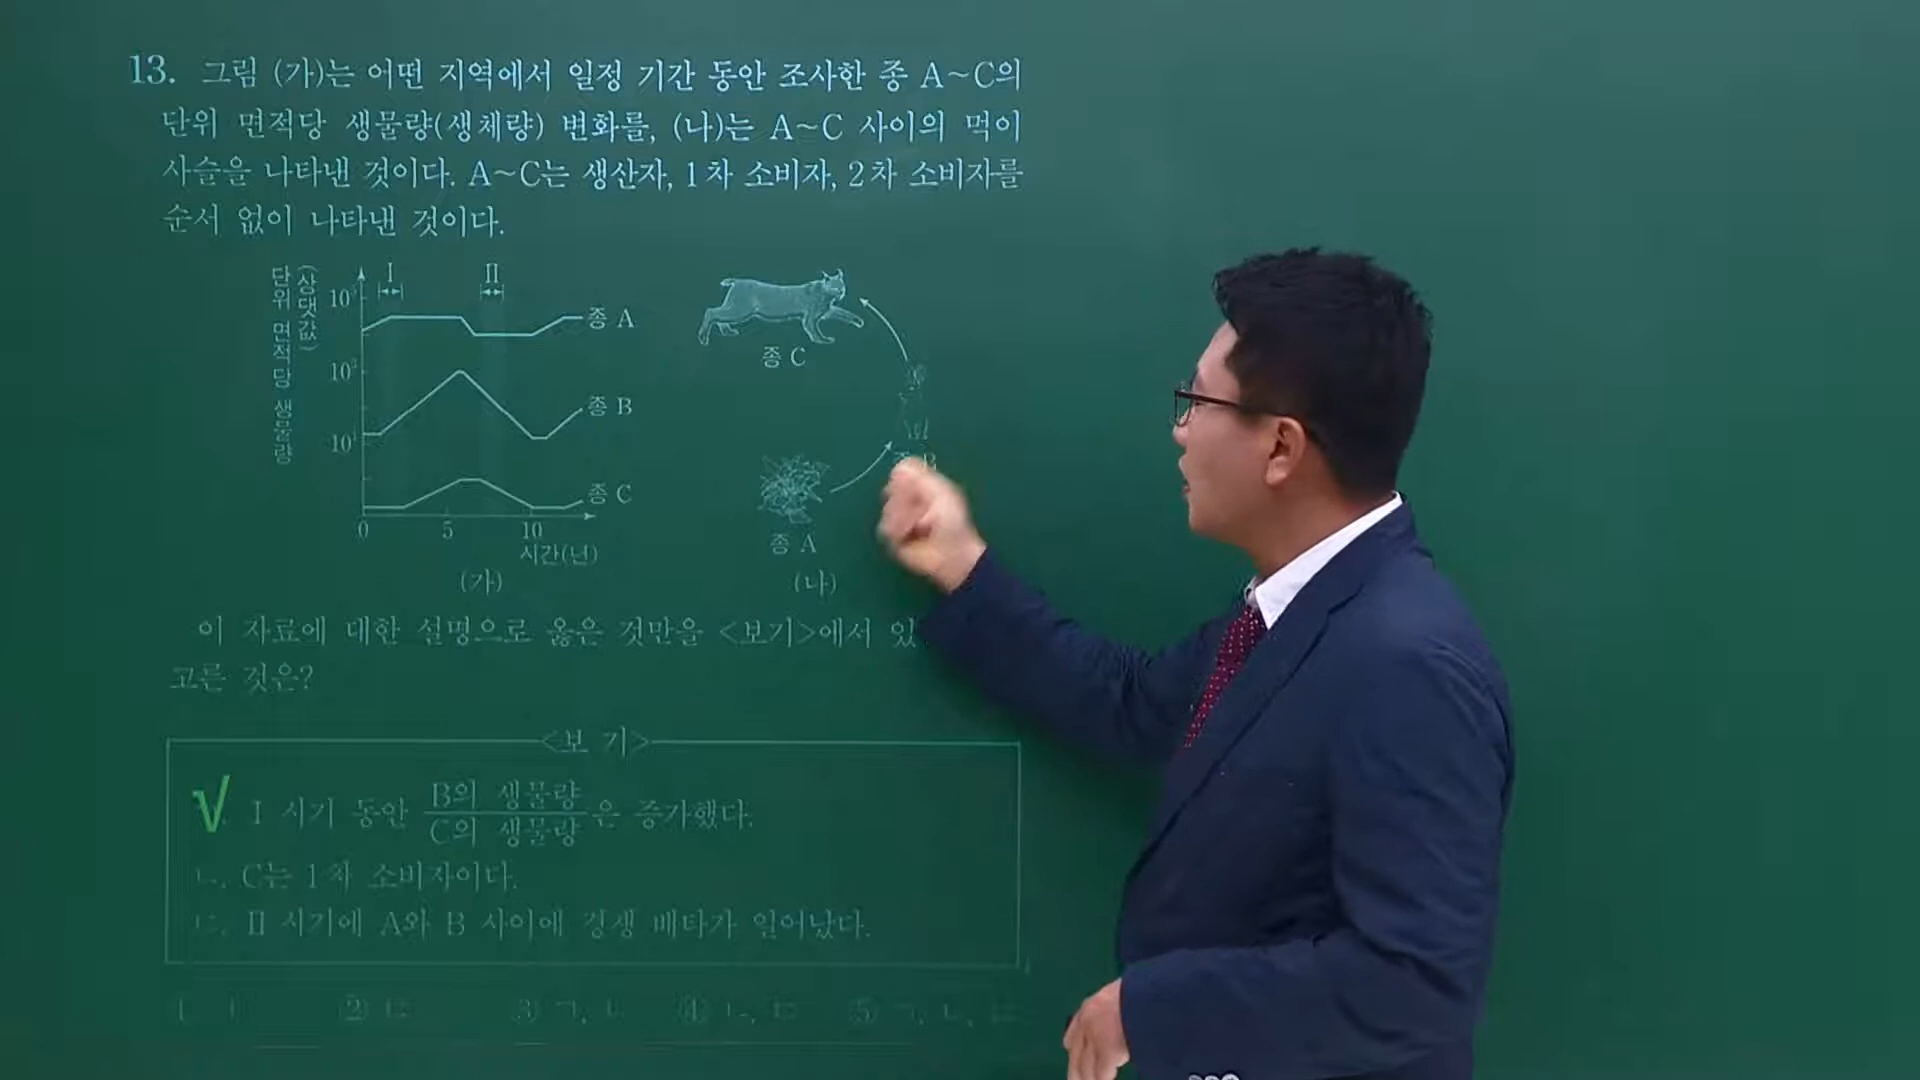 13. 그림 (가)는 어떤 지역에서 일정 기간 동안 조사한 종 A~C의
단위 면적당 생물량(생체량) 변화를, (나)는 A~C 사이의 먹이
사슬을 나타낸 것이다. A~C는 생산자, 1차 소비자, 2차 소비자를
순서 없이 나타낸 것이다.
단위 면적당 생물량
(상댓값)
I
II
10⁵
10³
10¹
종 A
종 B
종 C
0
5
10
시간(년)
(가)
종 C
종 A
(나)
이 자료에 대한 설명으로 옳은 것만을 <보기>에서 있
고른 것은?
<보 기>
I 시기 동안 B의 생물량 / C의 생물량 은 증가했다.
ㄴ. C는 1차 소비자이다.
ㄷ. II 시기에 A와 B 사이에 경쟁 배타가 일어났다.
② ㄷ ③ ㄱ, ㄴ ④ ㄴ, ㄷ ⑤ ㄱ, ㄴ, ㄷ